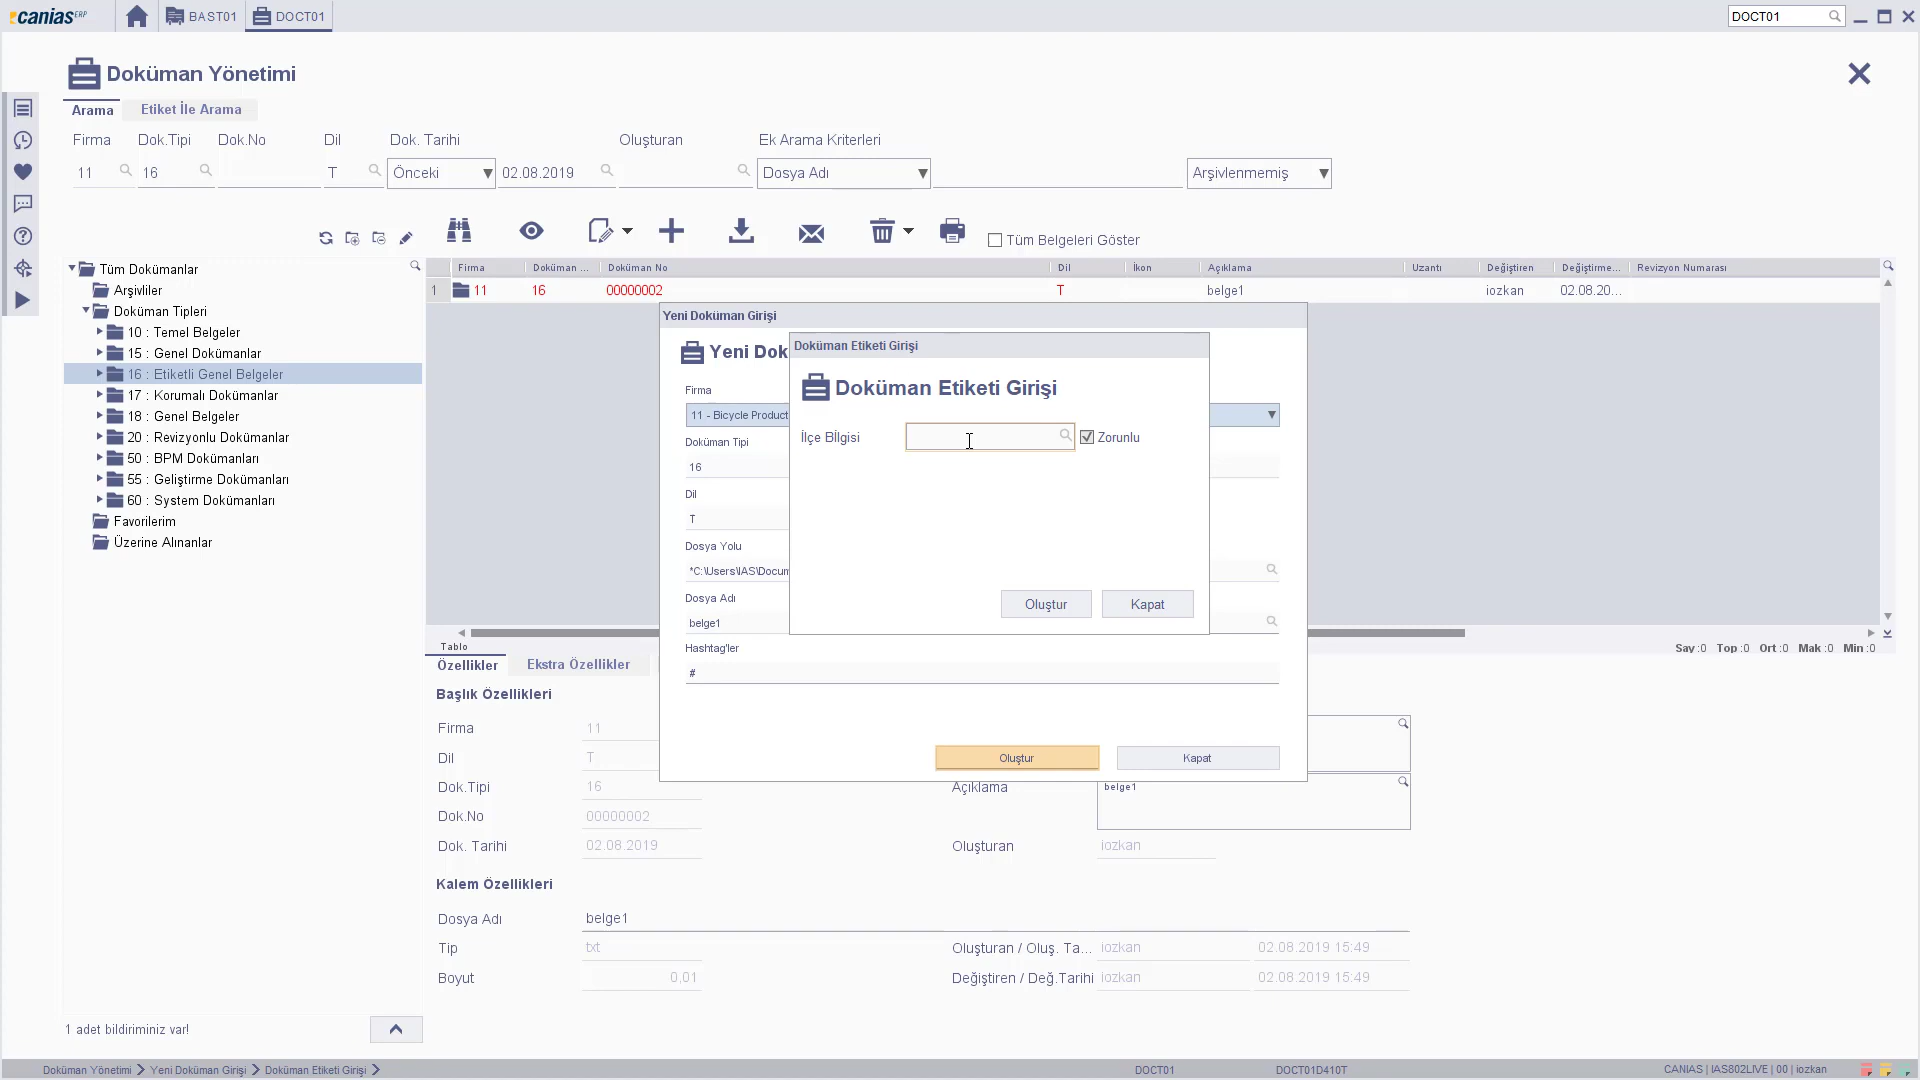 canias ERP
BAST01
DOCT01
DOCT01
Doküman Yönetimi
Arama
Etiket İle Arama
Firma
Dok.Tipi
Dok.No
Dil
Dok. Tarihi
Oluşturan
Ek Arama Kriterleri
11
16
T
Önceki
02.08.2019
Dosya Adı
Arşivlenmemiş
Tüm Belgeleri Göster
Tüm Dokümanlar
Arşivliler
Doküman Tipleri
10 : Temel Belgeler
15 : Genel Dokümanlar
16 : Etiketli Genel Belgeler
17 : Korumalı Dokümanlar
18 : Genel Belgeler
20 : Revizyonlu Dokümanlar
50 : BPM Dokümanları
55 : Geliştirme Dokümanları
60 : System Dokümanları
Favorilerim
Üzerine Alınanlar
Firma
Doküman ...
Doküman No
Dil
İkon
Açıklama
Uzantı
Değiştiren
Değiştirme...
Revizyon Numarası
1
11
16
00000002
T
belge1
iozkan
02.08.20...
Yeni Doküman Girişi
Yeni Dok
Firma
11 - Bicycle Product
Doküman Tipi
16
Dil
T
Dosya Yolu
*C:\Users\IAS\Docum
Dosya Adı
belge1
Hashtag'ler
#
Oluştur
Kapat
Doküman Etiketi Girişi
Doküman Etiketi Girişi
İlçe Bİlgisi
Zorunlu
Oluştur
Kapat
Tablo
Say :0 Top :0 Ort :0 Mak :0 Min :0
Özellikler
Ekstra Özellikler
Başlık Özellikleri
Firma
11
Dil
T
Dok.Tipi
16
Açıklama
belge1
Dok.No
00000002
Dok. Tarihi
02.08.2019
Oluşturan
iozkan
Kalem Özellikleri
Dosya Adı
belge1
Tip
txt
Oluşturan / Oluş. Ta...
iozkan
02.08.2019 15:49
Boyut
0,01
Değiştiren / Değ.Tarihi
iozkan
02.08.2019 15:49
1 adet bildiriminiz var!
Doküman Yönetimi
Yeni Doküman Girişi
Doküman Etiketi Girişi
DOCT01
DOCT01D410T
CANIAS | IAS802LIVE | 00 | iozkan